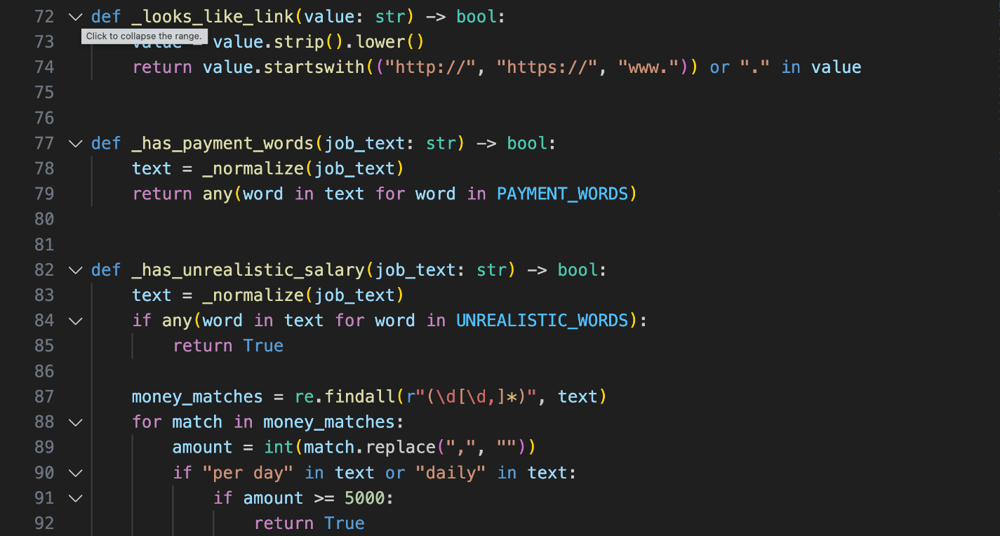 72 def _looks_like_link(value: str) -> bool:
Click to collapse the range.
73 value = value.strip().lower()
74 return value.startswith(("http://", "https://", "www.")) or "." in value
75
76
77 def _has_payment_words(job_text: str) -> bool:
78 text = _normalize(job_text)
79 return any(word in text for word in PAYMENT_WORDS)
80
81
82 def _has_unrealistic_salary(job_text: str) -> bool:
83 text = _normalize(job_text)
84 if any(word in text for word in UNREALISTIC_WORDS):
85 return True
86
87 money_matches = re.findall(r"(\d[\d,]*)", text)
88 for match in money_matches:
89 amount = int(match.replace(",", ""))
90 if "per day" in text or "daily" in text:
91 if amount >= 5000:
92 return True